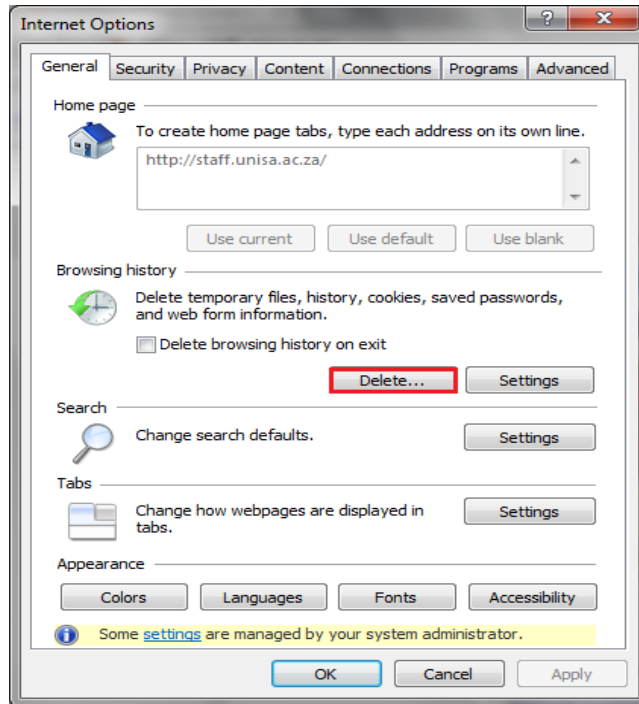 Internet Options
General Security Privacy Content Connections Programs Advanced
Home page
To create home page tabs, type each address on its own line.
http://staff.unisa.ac.za/
Use current Use default Use blank
Browsing history
Delete temporary files, history, cookies, saved passwords,
and web form information.
Delete browsing history on exit
Delete... Settings
Search
Change search defaults. Settings
Tabs
Change how webpages are displayed in
tabs.
Settings
Appearance
Colors Languages Fonts Accessibility
Some settings are managed by your system administrator.
OK Cancel Apply